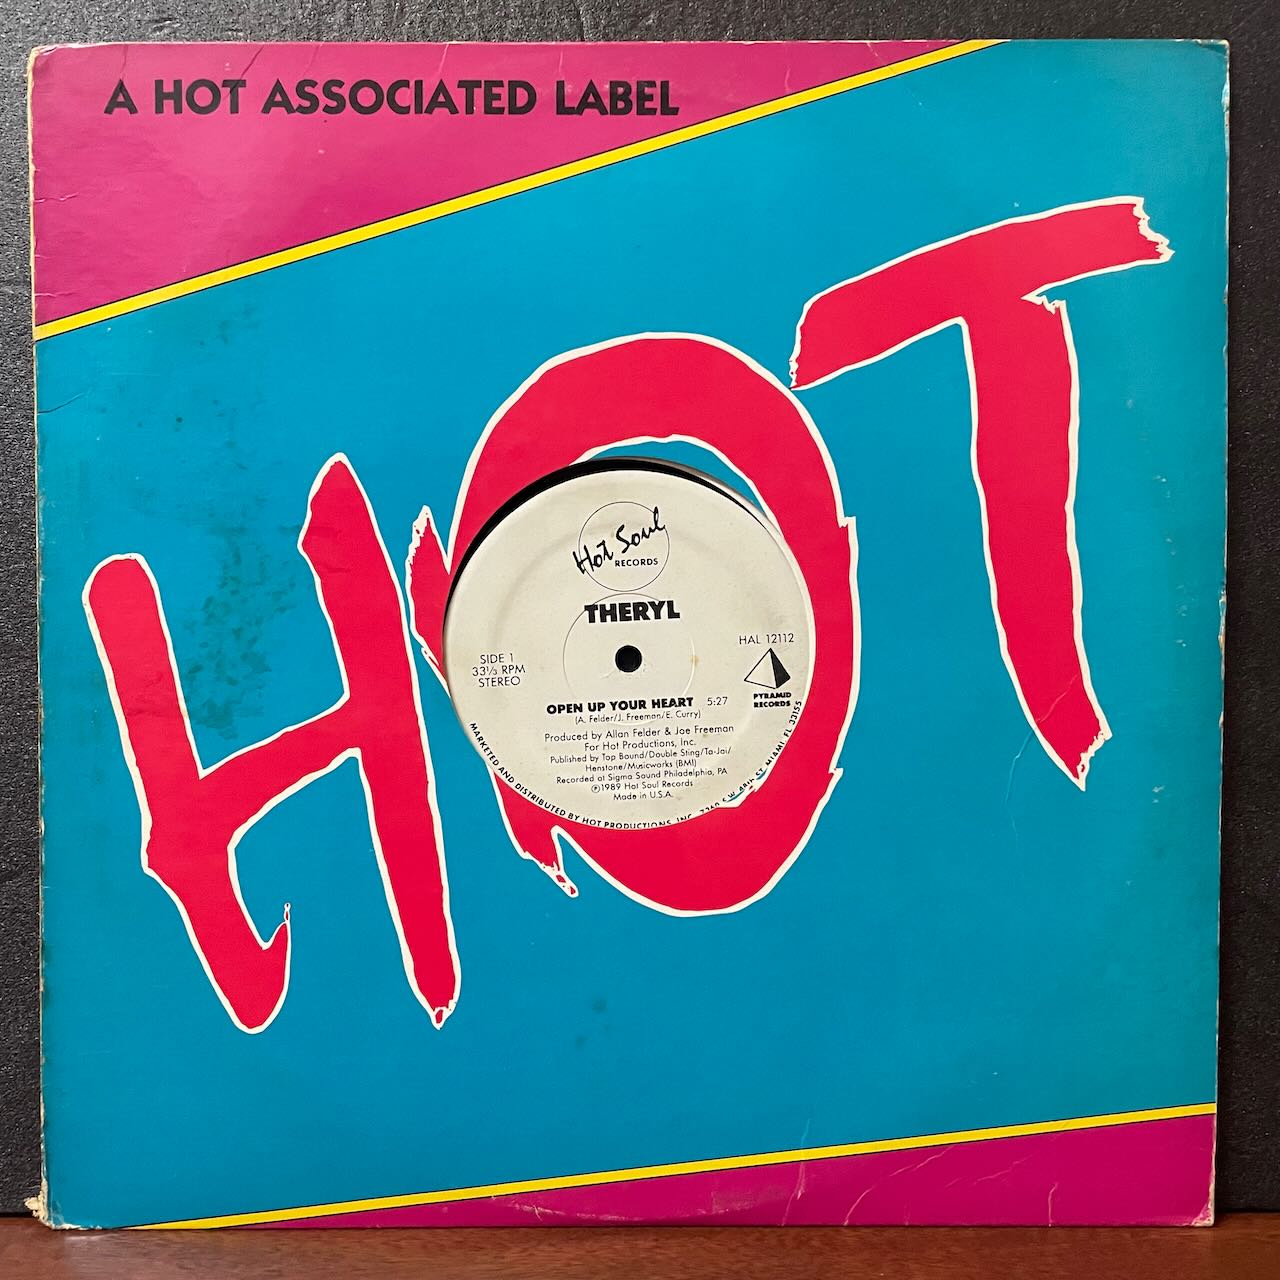 A HOT ASSOCIATED LABEL
HOT
Hot Soul
RECORDS
THERYL
SIDE 1
33⅓ RPM
STEREO
HAL 12112
PYRAMID
RECORDS
OPEN UP YOUR HEART 5:27
(A. Felder/J. Freeman/E. Curry)
Produced by Allan Felder & Joe Freeman
For Hot Productions, Inc.
Published by Top Bound/Double Sting/Ta-Jai/
Henstone/Musicworks (BMI)
Recorded at Sigma Sound Philadelphia, PA
℗1989 Hot Soul Records
Made in U.S.A.
MARKETED AND DISTRIBUTED BY HOT PRODUCTIONS, INC. 7260 S.W. 48th ST. MIAMI, FL 33155